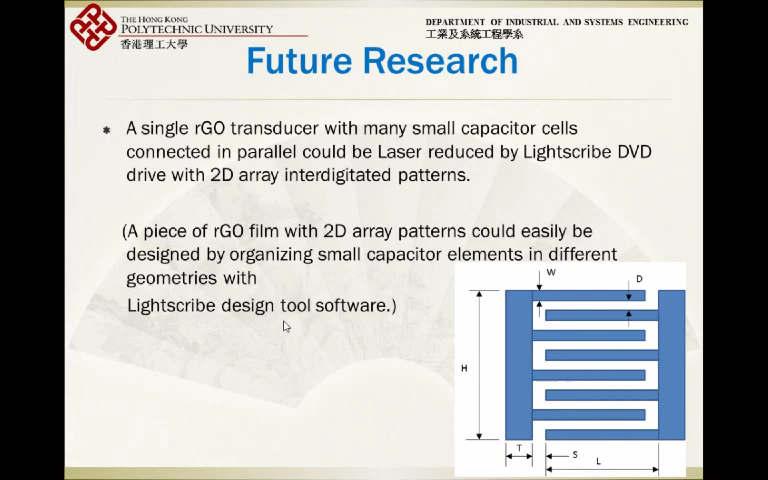 THE HONG KONG
POLYTECHNIC UNIVERSITY
香港理工大學
DEPARTMENT OF INDUSTRIAL AND SYSTEMS ENGINEERING
工業及系統工程學系
Future Research
A single rGO transducer with many small capacitor cells
connected in parallel could be Laser reduced by Lightscribe DVD
drive with 2D array interdigitated patterns.
(A piece of rGO film with 2D array patterns could easily be
designed by organizing small capacitor elements in different
geometries with
Lightscribe design tool software.)
W
D
H
T
S
L